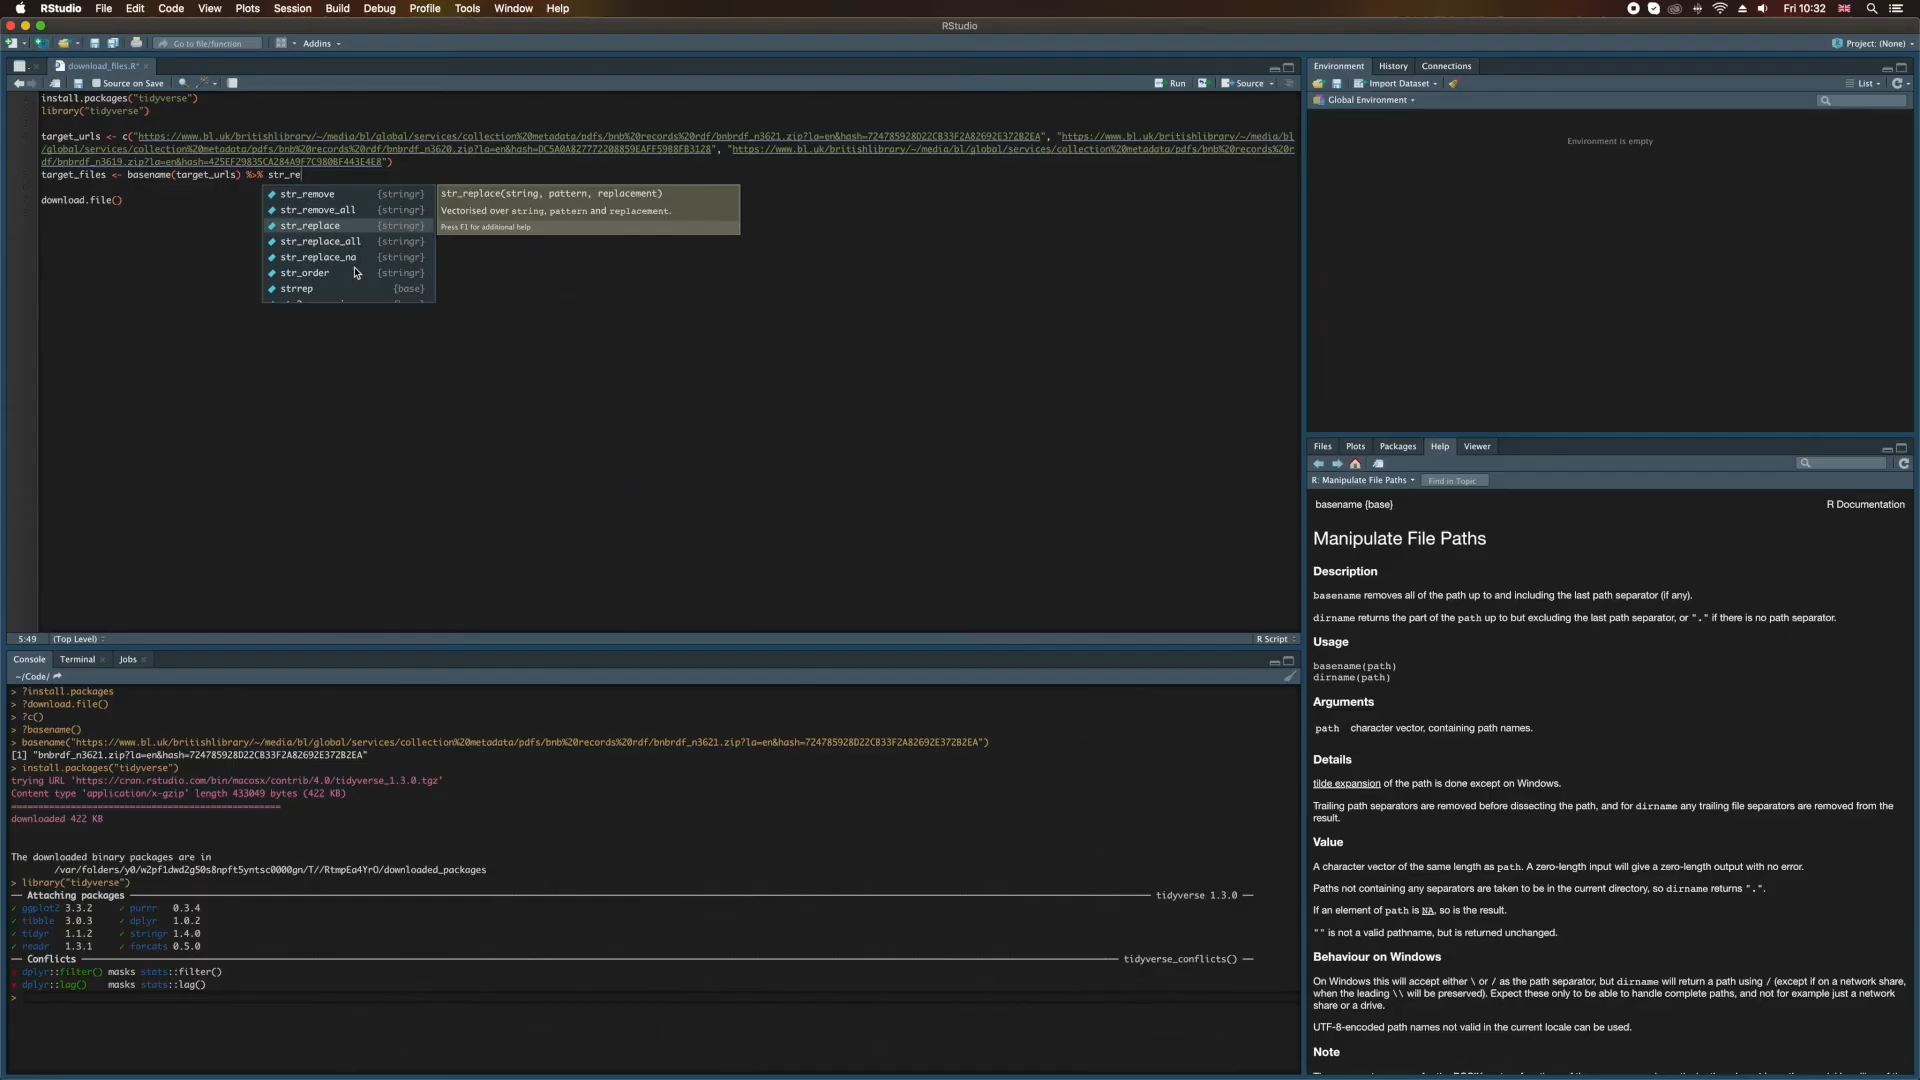 RStudio File Edit Code View Plots Session Build Debug Profile Tools Window Help Fri 10:32
RStudio
Go to file/function Addins Project: (None)
download_files.R*
Source on Save Run Source
install.packages("tidyverse")
library("tidyverse")
target_urls <- c("https://www.bl.uk/britishlibrary/~/media/bl/global/services/collection%20metadata/pdfs/bnb%20records%20rdf/bnbrdf_n3621.zip?la=en&hash=724785928D22CB33F2A82692E372B2EA", "https://www.bl.uk/britishlibrary/~/media/bl
/global/services/collection%20metadata/pdfs/bnb%20records%20rdf/bnbrdf_n3620.zip?la=en&hash=DC5A0A827772208859EAFF59B8FB3128", "https://www.bl.uk/britishlibrary/~/media/bl/global/services/collection%20metadata/pdfs/bnb%20records%20r
df/bnbrdf_n3619.zip?la=en&hash=425EF29835CA284A9F7C980BF443E4E8")
target_files <- basename(target_urls) %>% str_re
download.file()
str_remove {stringr}
str_remove_all {stringr}
str_replace {stringr}
str_replace_all {stringr}
str_replace_na {stringr}
str_order {stringr}
strrep {base}
str_replace(string, pattern, replacement)
Vectorised over string, pattern and replacement.
Press F1 for additional help
5:49 (Top Level) R Script
Console Terminal Jobs
~/Code/
> ?install.packages
> ?download.file()
> ?c()
> ?basename()
> basename("https://www.bl.uk/britishlibrary/~/media/bl/global/services/collection%20metadata/pdfs/bnb%20records%20rdf/bnbrdf_n3621.zip?la=en&hash=724785928D22CB33F2A82692E372B2EA")
[1] "bnbrdf_n3621.zip?la=en&hash=724785928D22CB33F2A82692E372B2EA"
> install.packages("tidyverse")
trying URL 'https://cran.rstudio.com/bin/macosx/contrib/4.0/tidyverse_1.3.0.tgz'
Content type 'application/x-gzip' length 433049 bytes (422 KB)
==================================================
downloaded 422 KB
The downloaded binary packages are in
/var/folders/y0/w2pf1dwd2g50s8npft5yntsc0000gn/T//RtmpEa4YrO/downloaded_packages
> library("tidyverse")
── Attaching packages ── tidyverse 1.3.0 ──
✓ ggplot2 3.3.2 ✓ purrr 0.3.4
✓ tibble 3.0.3 ✓ dplyr 1.0.2
✓ tidyr 1.1.2 ✓ stringr 1.4.0
✓ readr 1.3.1 ✓ forcats 0.5.0
── Conflicts ── tidyverse_conflicts() ──
x dplyr::filter() masks stats::filter()
x dplyr::lag() masks stats::lag()
>
Environment History Connections
Import Dataset List
Global Environment
Environment is empty
Files Plots Packages Help Viewer
R: Manipulate File Paths Find in Topic
basename {base} R Documentation
Manipulate File Paths
Description
basename removes all of the path up to and including the last path separator (if any).
dirname returns the part of the path up to but excluding the last path separator, or "." if there is no path separator.
Usage
basename(path)
dirname(path)
Arguments
path character vector, containing path names.
Details
tilde expansion of the path is done except on Windows.
Trailing path separators are removed before dissecting the path, and for dirname any trailing file separators are removed from the
result.
Value
A character vector of the same length as path. A zero-length input will give a zero-length output with no error.
Paths not containing any separators are taken to be in the current directory, so dirname returns ".".
If an element of path is NA, so is the result.
"" is not a valid pathname, but is returned unchanged.
Behaviour on Windows
On Windows this will accept either \ or / as the path separator, but dirname will return a path using / (except if on a network share,
when the leading \\ will be preserved). Expect these only to be able to handle complete paths, and not for example just a network
share or a drive.
UTF-8-encoded path names not valid in the current locale can be used.
Note